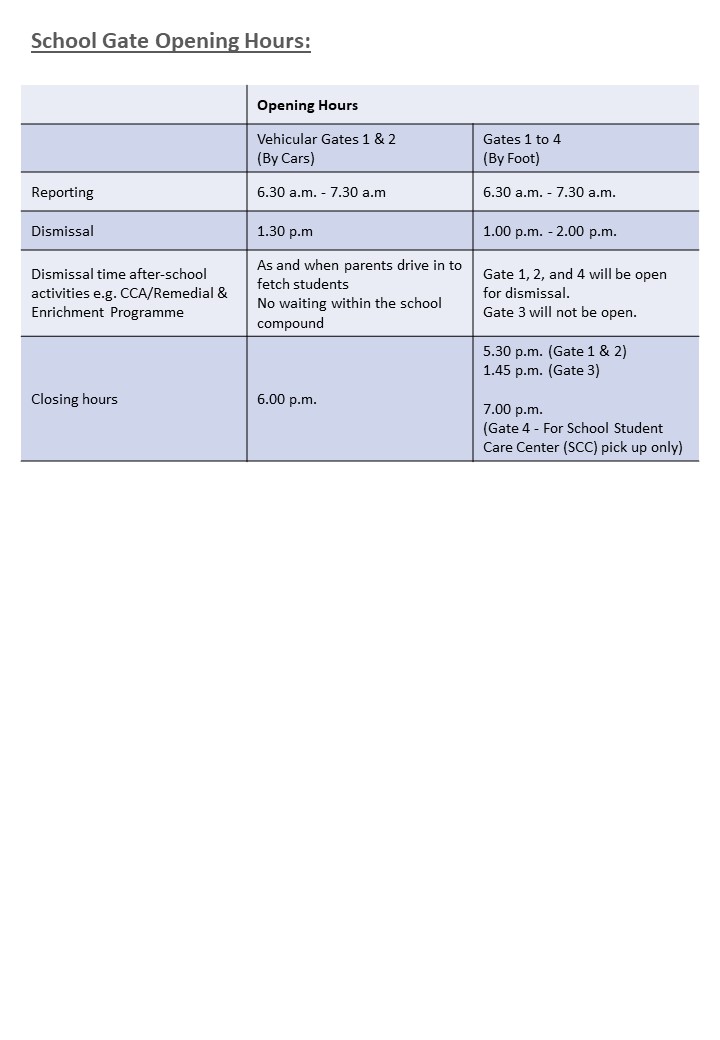 School Gate Opening Hours:
Opening Hours
Vehicular Gates 1 & 2
(By Cars)
Gates 1 to 4
(By Foot)
Reporting
6.30 a.m. - 7.30 a.m
6.30 a.m. - 7.30 a.m.
Dismissal
1.30 p.m
1.00 p.m. - 2.00 p.m.
Dismissal time after-school
activities e.g. CCA/Remedial &
Enrichment Programme
As and when parents drive in to
fetch students
No waiting within the school
compound
Gate 1, 2, and 4 will be open
for dismissal.
Gate 3 will not be open.
Closing hours
6.00 p.m.
5.30 p.m. (Gate 1 & 2)
1.45 p.m. (Gate 3)
7.00 p.m.
(Gate 4 - For School Student
Care Center (SCC) pick up only)